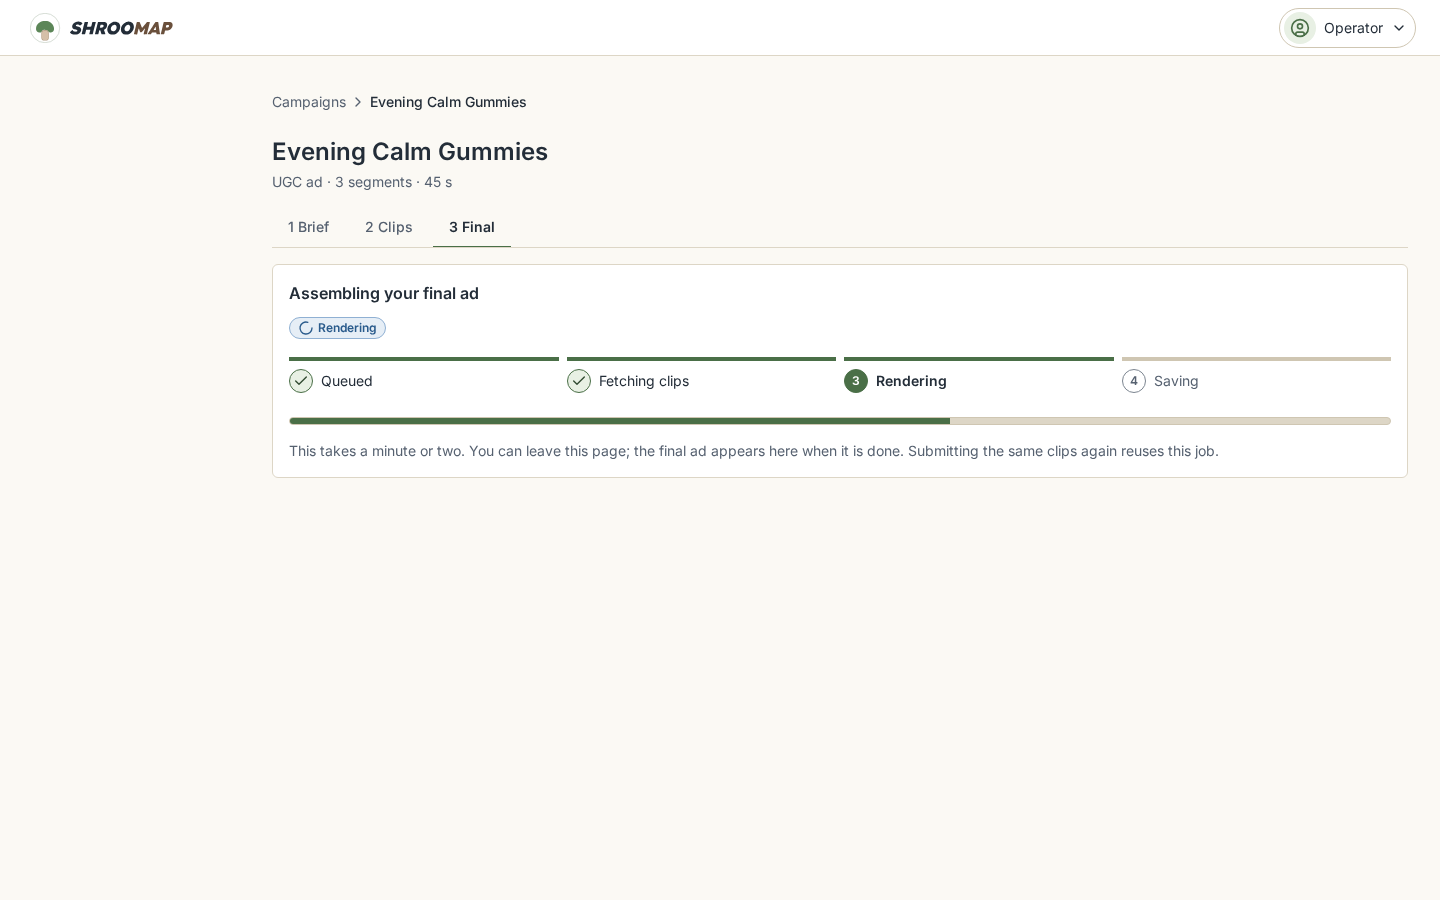 SHROOMAP
Operator
Campaigns > Evening Calm Gummies
Evening Calm Gummies
UGC ad · 3 segments · 45 s
1 Brief 2 Clips 3 Final
Assembling your final ad
Rendering
Queued Fetching clips 3 Rendering 4 Saving
This takes a minute or two. You can leave this page; the final ad appears here when it is done. Submitting the same clips again reuses this job.